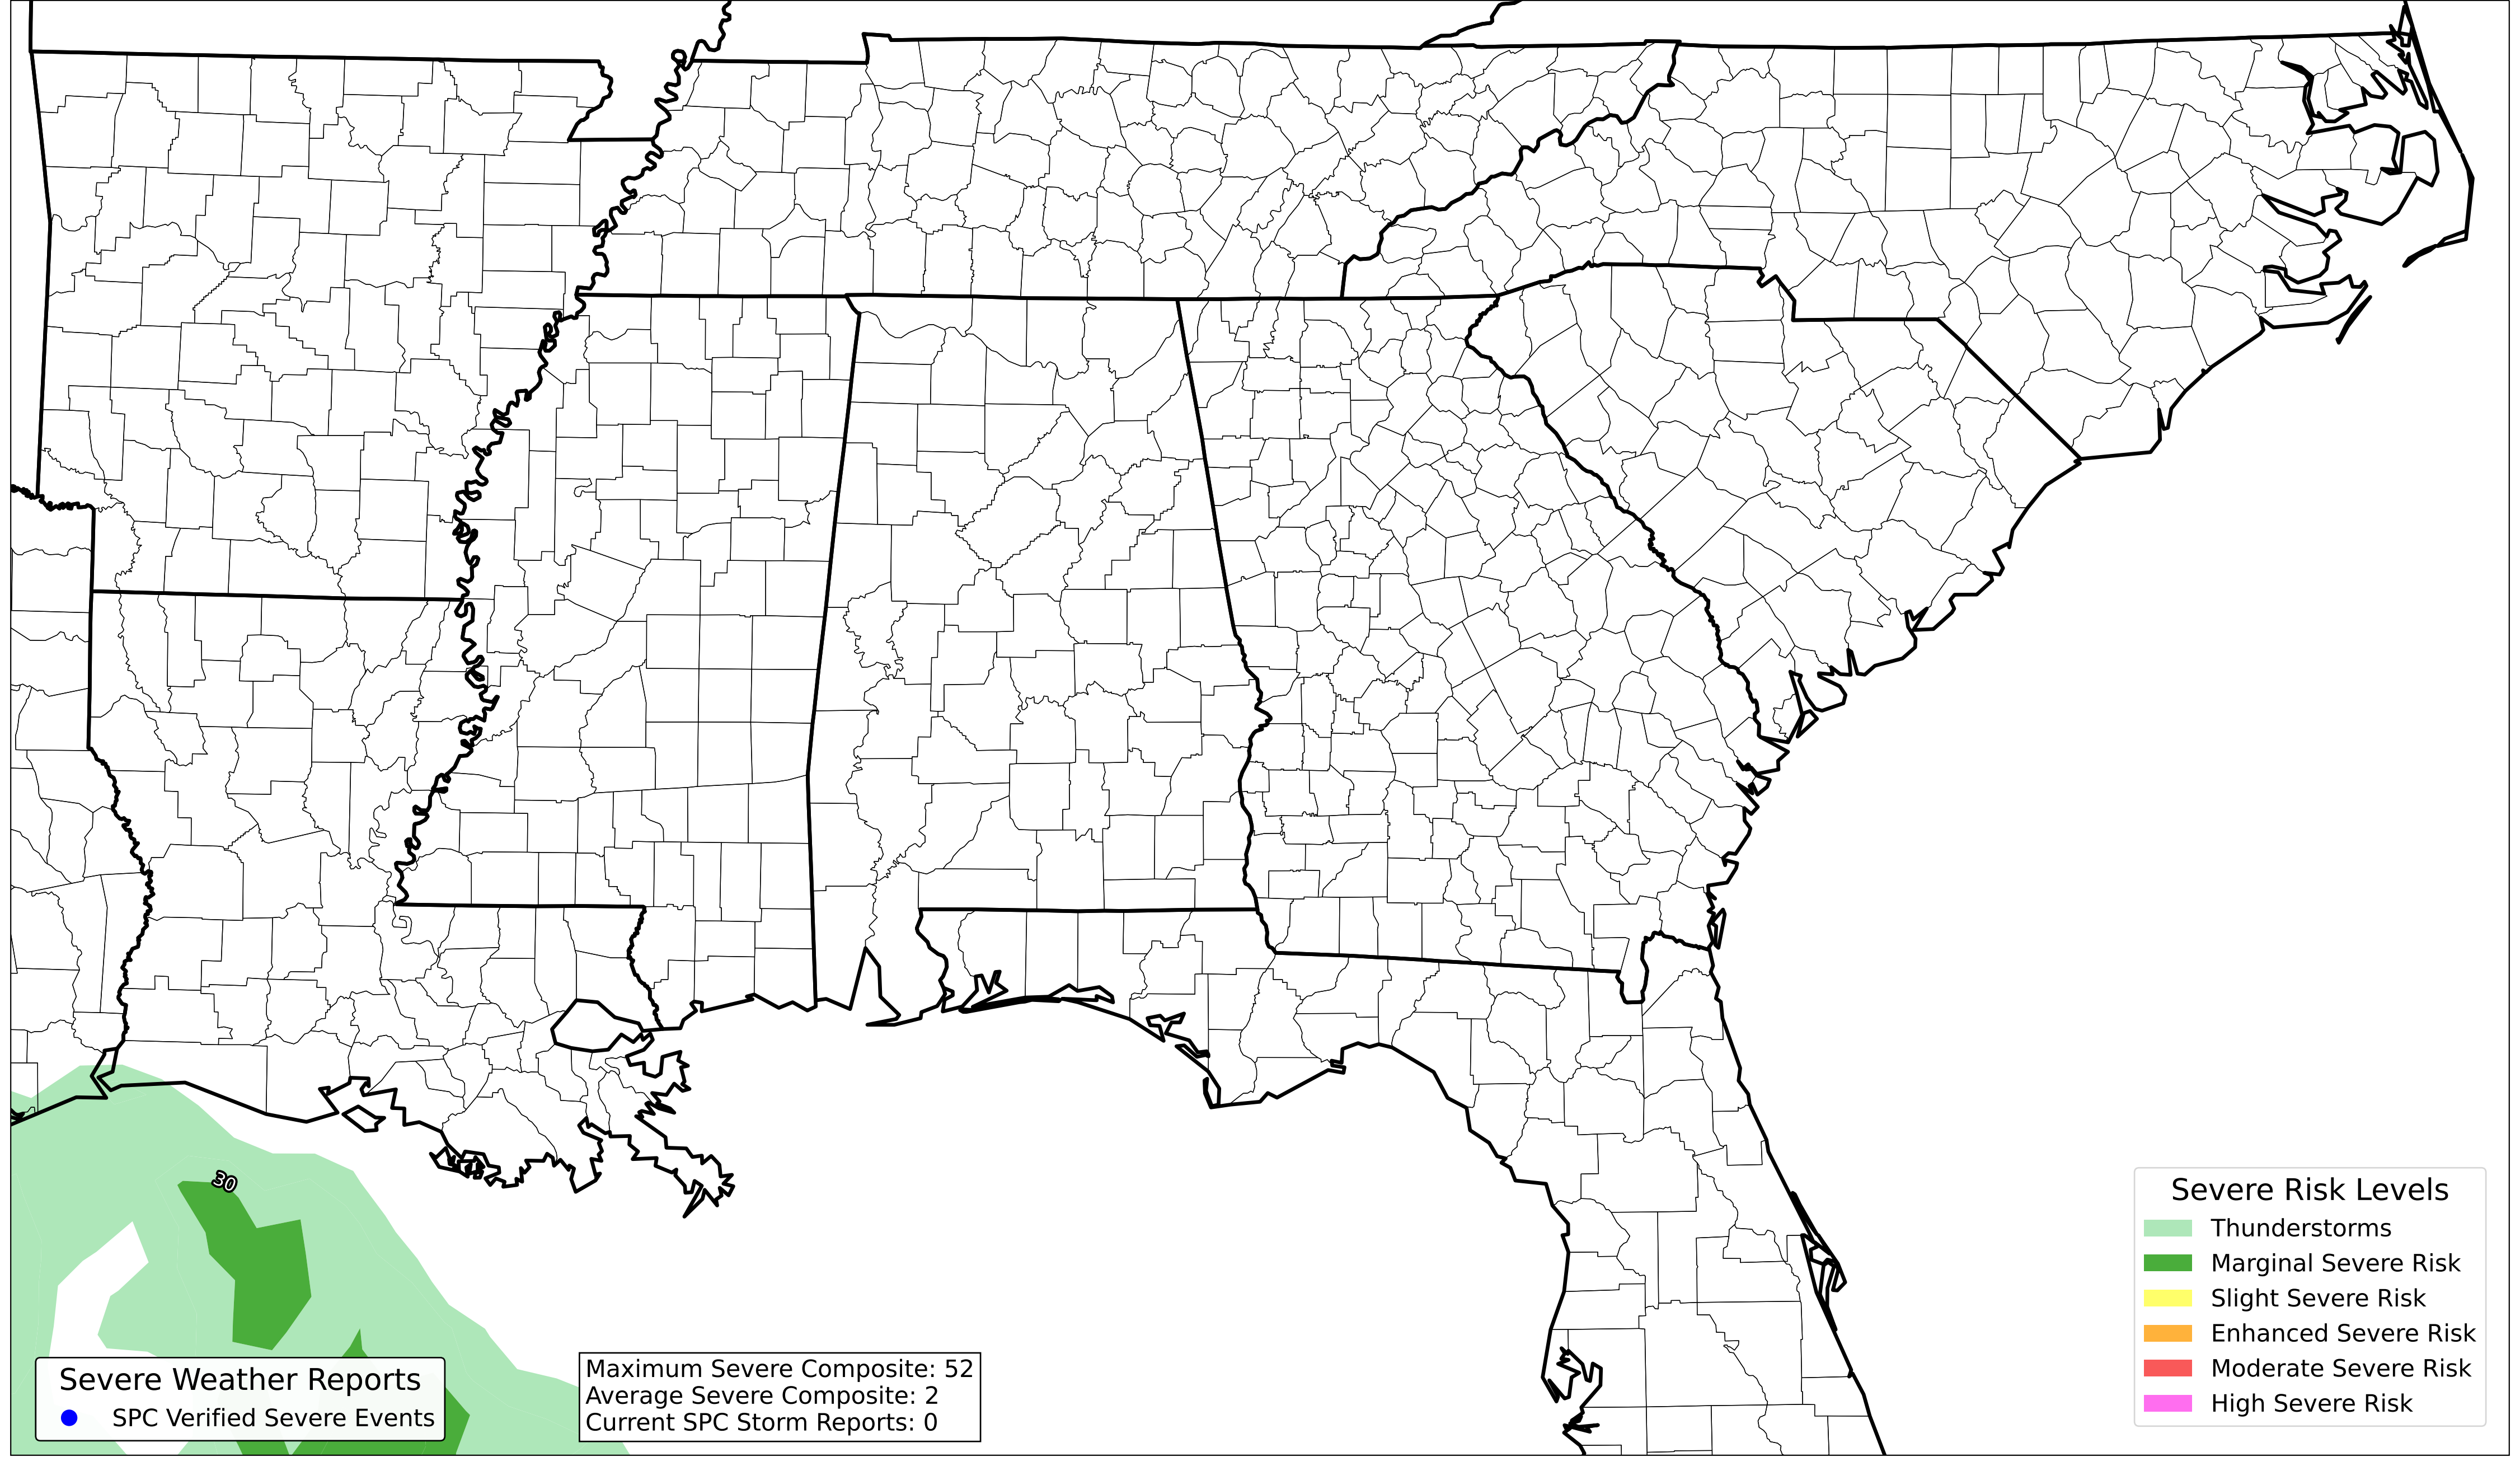 30
Severe Weather Reports
SPC Verified Severe Events
Maximum Severe Composite: 52
Average Severe Composite: 2
Current SPC Storm Reports: 0
Severe Risk Levels
Thunderstorms
Marginal Severe Risk
Slight Severe Risk
Enhanced Severe Risk
Moderate Severe Risk
High Severe Risk